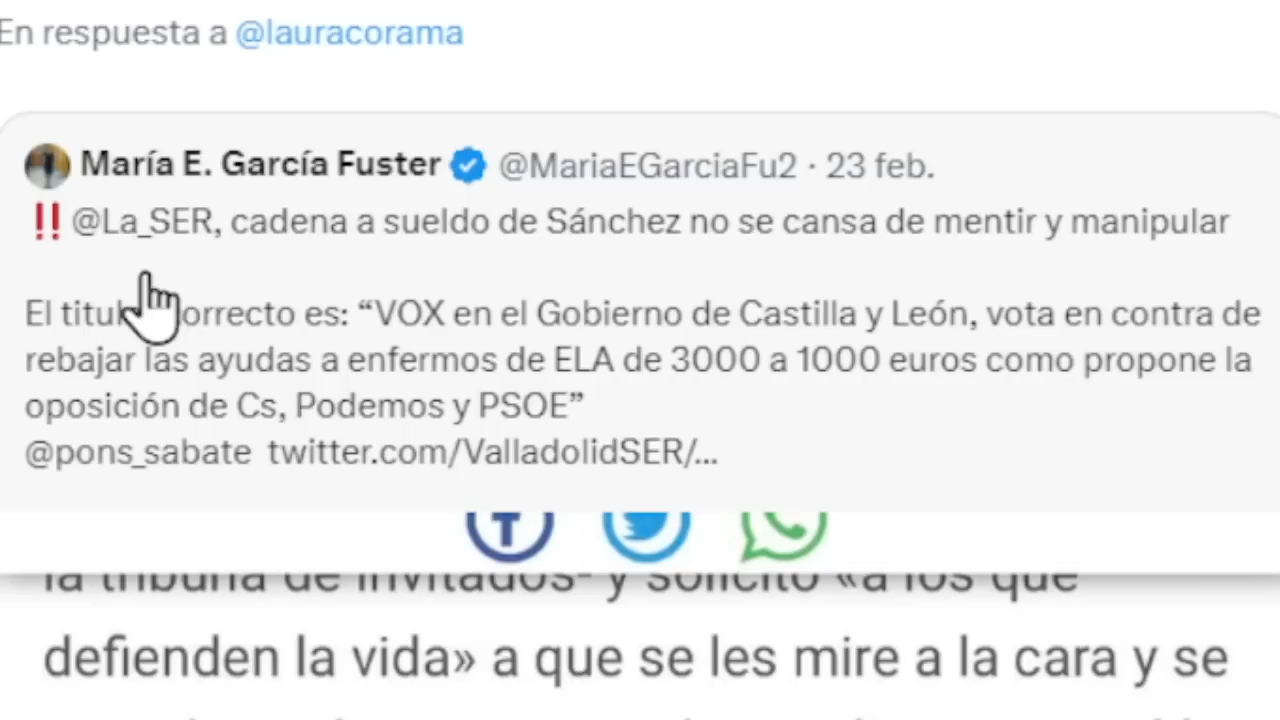 En respuesta a @lauracorama
María E. García Fuster @MariaEGarciaFu2 · 23 feb.
‼️@La_SER, cadena a sueldo de Sánchez no se cansa de mentir y manipular
El es: “VOX en el Gobierno de Castilla y León, vota en contra de
rebajar las ayudas a enfermos de ELA de 3000 a 1000 euros como propone la
oposición de Cs, Podemos y PSOE”
@pons_sabate twitter.com/ValladolidSER/...
la tribuna de invitados- y solicitó «a los que
defienden la vida» a que se les mire a la cara y se